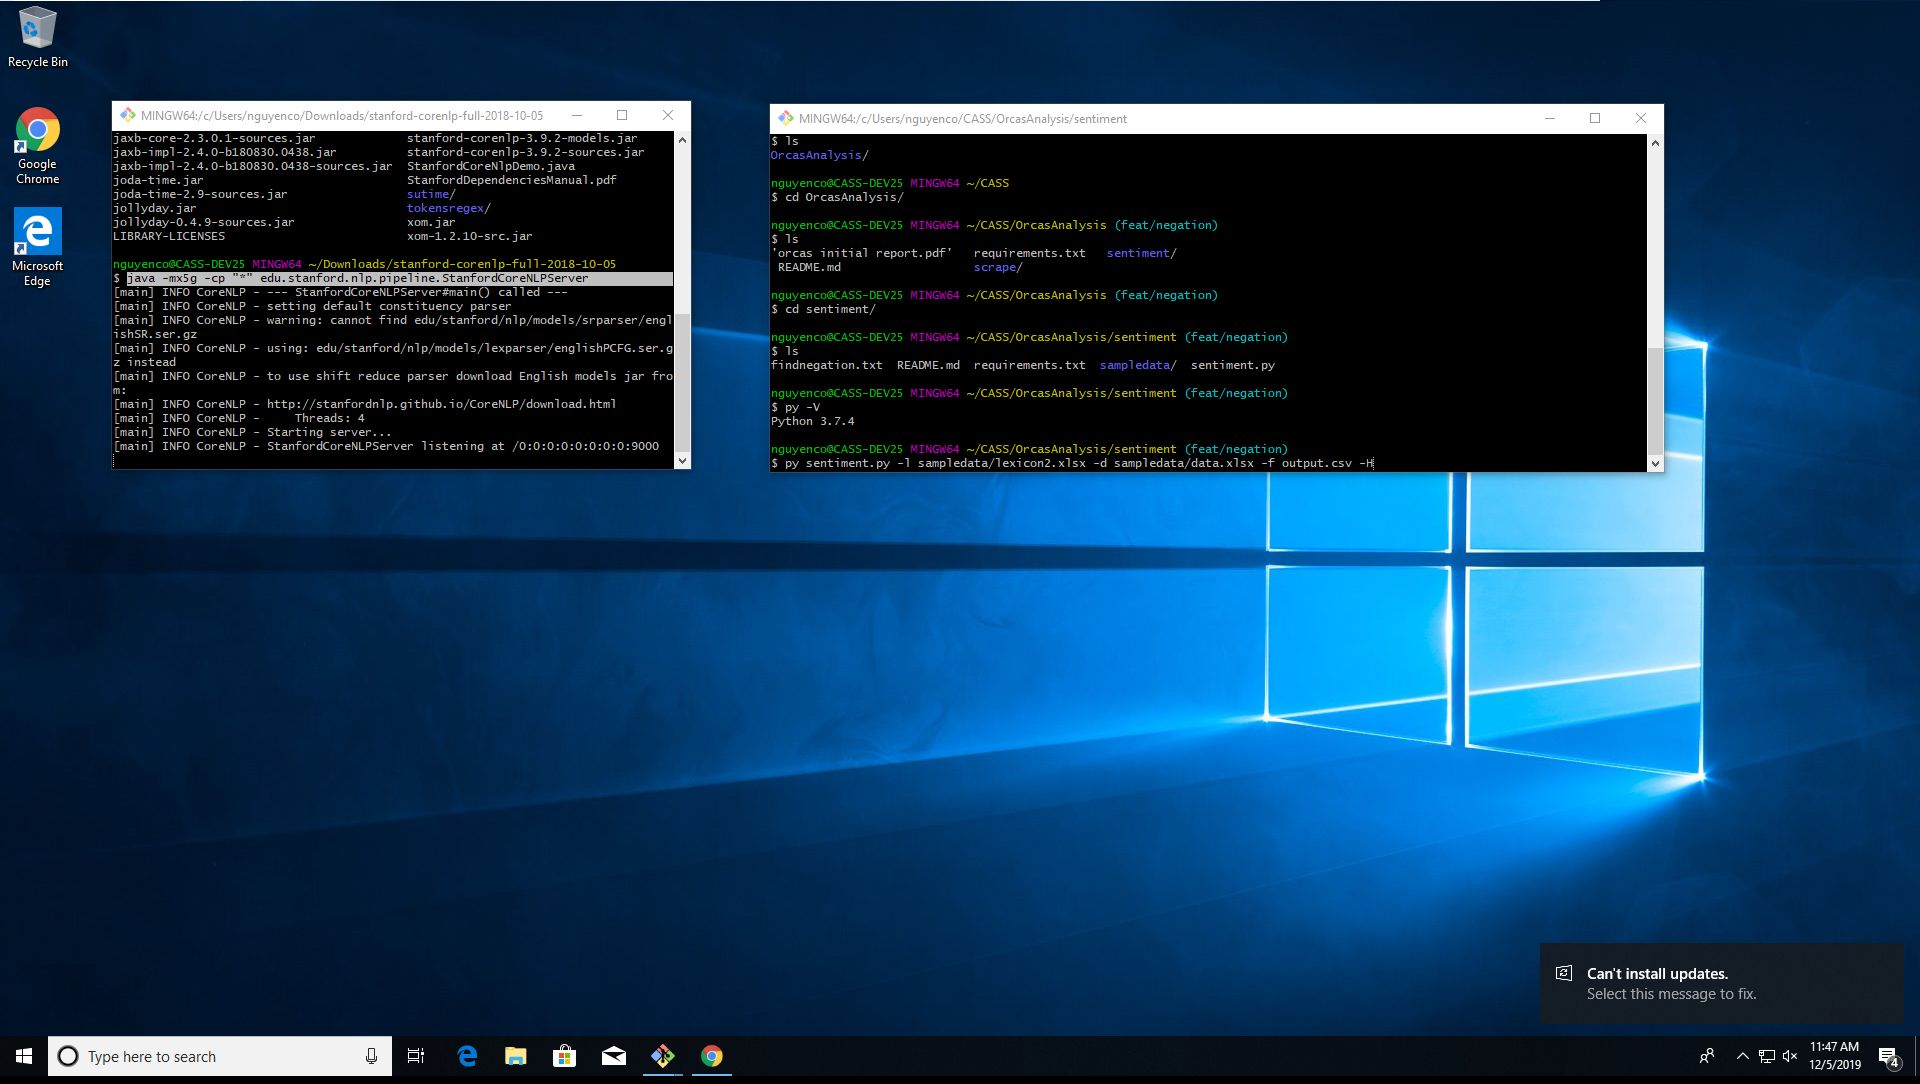 Recycle Bin
Google
Chrome
Microsoft
Edge
MINGW64:/c/Users/nguyenco/Downloads/stanford-corenlp-full-2018-10-05
jaxb-core-2.3.0.1-sources.jar stanford-corenlp-3.9.2-models.jar
jaxb-impl-2.4.0-b180830.0438.jar stanford-corenlp-3.9.2-sources.jar
jaxb-impl-2.4.0-b180830.0438-sources.jar StanfordCoreNlpDemo.java
joda-time.jar StanfordDependenciesManual.pdf
joda-time-2.9-sources.jar sutime/
jollyday.jar tokensregex/
jollyday-0.4.9-sources.jar xom.jar
LIBRARY-LICENSES xom-1.2.10-src.jar
nguyenco@CASS-DEV25 MINGW64 ~/Downloads/stanford-corenlp-full-2018-10-05
$ java -mx5g -cp "*" edu.stanford.nlp.pipeline.StanfordCoreNLPServer
[main] INFO CoreNLP - --- StanfordCoreNLPServer#main() called ---
[main] INFO CoreNLP - setting default constituency parser
[main] INFO CoreNLP - warning: cannot find edu/stanford/nlp/models/srparser/engl
ishSR.ser.gz
[main] INFO CoreNLP - using: edu/stanford/nlp/models/lexparser/englishPCFG.ser.g
z instead
[main] INFO CoreNLP - to use shift reduce parser download English models jar fro
m:
[main] INFO CoreNLP - http://stanfordnlp.github.io/CoreNLP/download.html
[main] INFO CoreNLP - Threads: 4
[main] INFO CoreNLP - Starting server...
[main] INFO CoreNLP - StanfordCoreNLPServer listening at /0:0:0:0:0:0:0:0:9000
MINGW64:/c/Users/nguyenco/CASS/OrcasAnalysis/sentiment
$ ls
OrcasAnalysis/
nguyenco@CASS-DEV25 MINGW64 ~/CASS
$ cd OrcasAnalysis/
nguyenco@CASS-DEV25 MINGW64 ~/CASS/OrcasAnalysis (feat/negation)
$ ls
'orcas initial report.pdf' requirements.txt sentiment/
README.md scrape/
nguyenco@CASS-DEV25 MINGW64 ~/CASS/OrcasAnalysis (feat/negation)
$ cd sentiment/
nguyenco@CASS-DEV25 MINGW64 ~/CASS/OrcasAnalysis/sentiment (feat/negation)
$ ls
findnegation.txt README.md requirements.txt sampledata/ sentiment.py
nguyenco@CASS-DEV25 MINGW64 ~/CASS/OrcasAnalysis/sentiment (feat/negation)
$ py -V
Python 3.7.4
nguyenco@CASS-DEV25 MINGW64 ~/CASS/OrcasAnalysis/sentiment (feat/negation)
$ py sentiment.py -l sampledata/lexicon2.xlsx -d sampledata/data.xlsx -f output.csv -H
Can't install updates.
Select this message to fix.
Type here to search
11:47 AM
12/5/2019
4